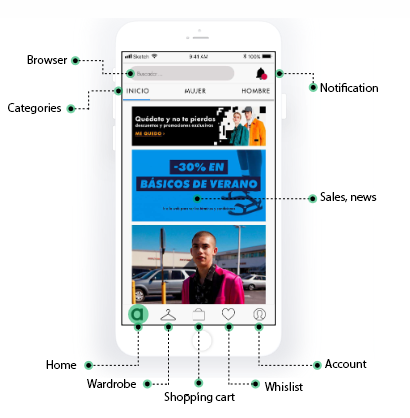 Sketch 9:41 AM 100%
Browser
Buscador ...
Notification
Categories
INICIO MUJER HOMBRE
Quédate y no te pierdas
descuentos y promociones exclusivas
ME QUIDO >
-30% EN
BÁSICOS DE VERANO
Sales, news
a
Home
Account
Wardrobe
Whislist
Shopping cart